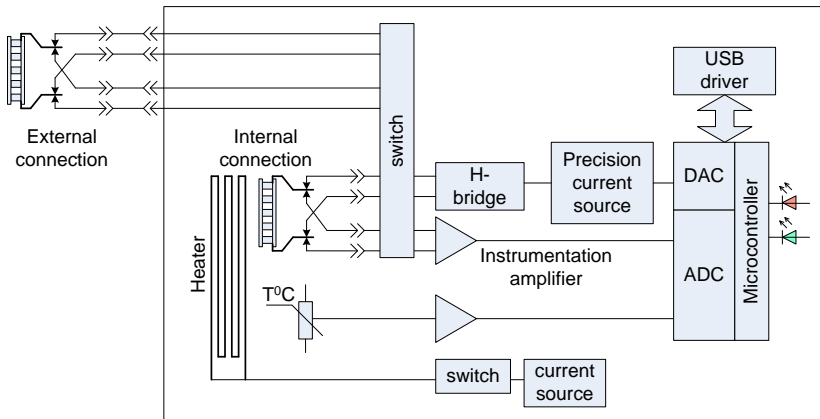 USB
driver
External
connection
Internal
connection
switch
H-
bridge
Precision
current
source
DAC
Microcontroller
Instrumentation
amplifier
ADC
Heater
T⁰C
switch
current
source